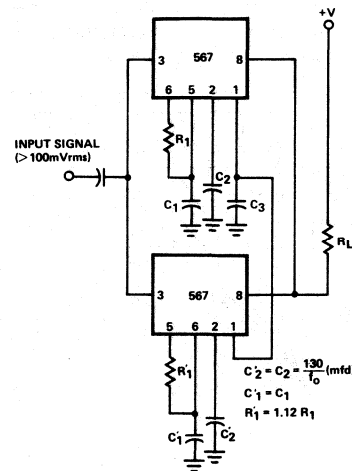 +V
567
3
8
6 5 2 1
R1
INPUT SIGNAL
(>100mVrms)
C2
C1
C3
RL
567
3
8
5 6 2 1
R'1
C'2 = C2 = 130/fo (mfd)
C'1 = C1
R'1 = 1.12 R1
C'1
C'2